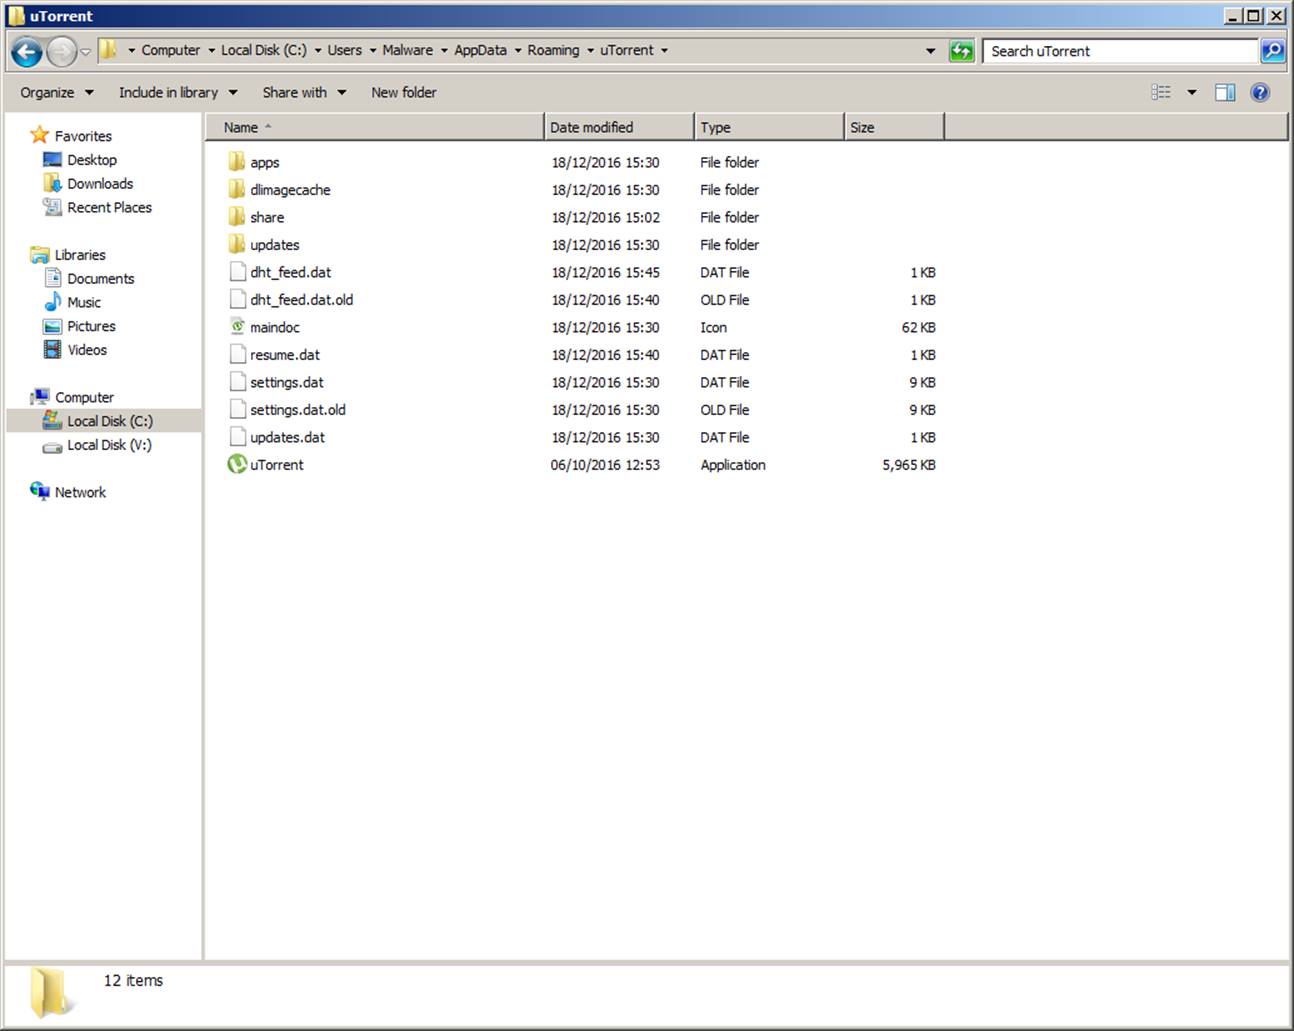 uTorrent
Computer Local Disk (C:) Users Malware AppData Roaming uTorrent
Search uTorrent
Organize Include in library Share with New folder
Favorites
Desktop
Downloads
Recent Places
Libraries
Documents
Music
Pictures
Videos
Computer
Local Disk (C:)
Local Disk (V:)
Network
Name Date modified Type Size
apps 18/12/2016 15:30 File folder
dlimagecache 18/12/2016 15:30 File folder
share 18/12/2016 15:02 File folder
updates 18/12/2016 15:30 File folder
dht_feed.dat 18/12/2016 15:45 DAT File 1 KB
dht_feed.dat.old 18/12/2016 15:40 OLD File 1 KB
maindoc 18/12/2016 15:30 Icon 62 KB
resume.dat 18/12/2016 15:40 DAT File 1 KB
settings.dat 18/12/2016 15:30 DAT File 9 KB
settings.dat.old 18/12/2016 15:30 OLD File 9 KB
updates.dat 18/12/2016 15:30 DAT File 1 KB
uTorrent 06/10/2016 12:53 Application 5,965 KB
12 items